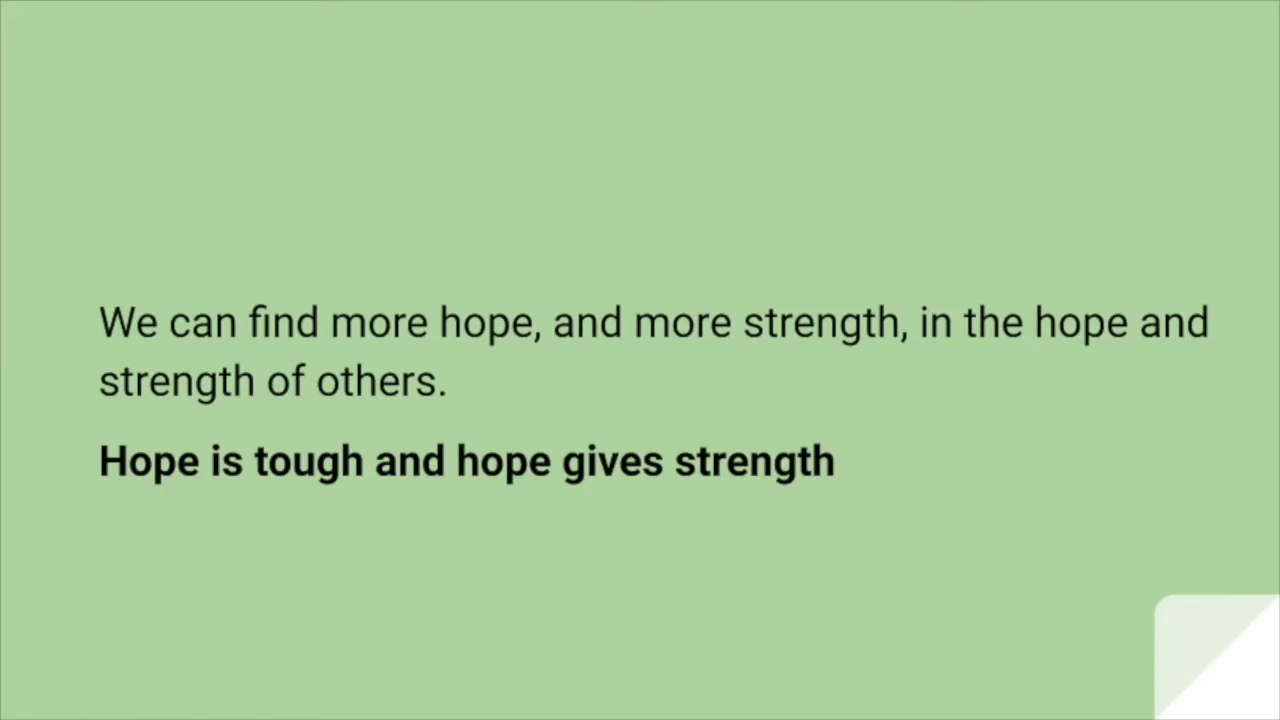 We can find more hope, and more strength, in the hope and
strength of others.
Hope is tough and hope gives strength